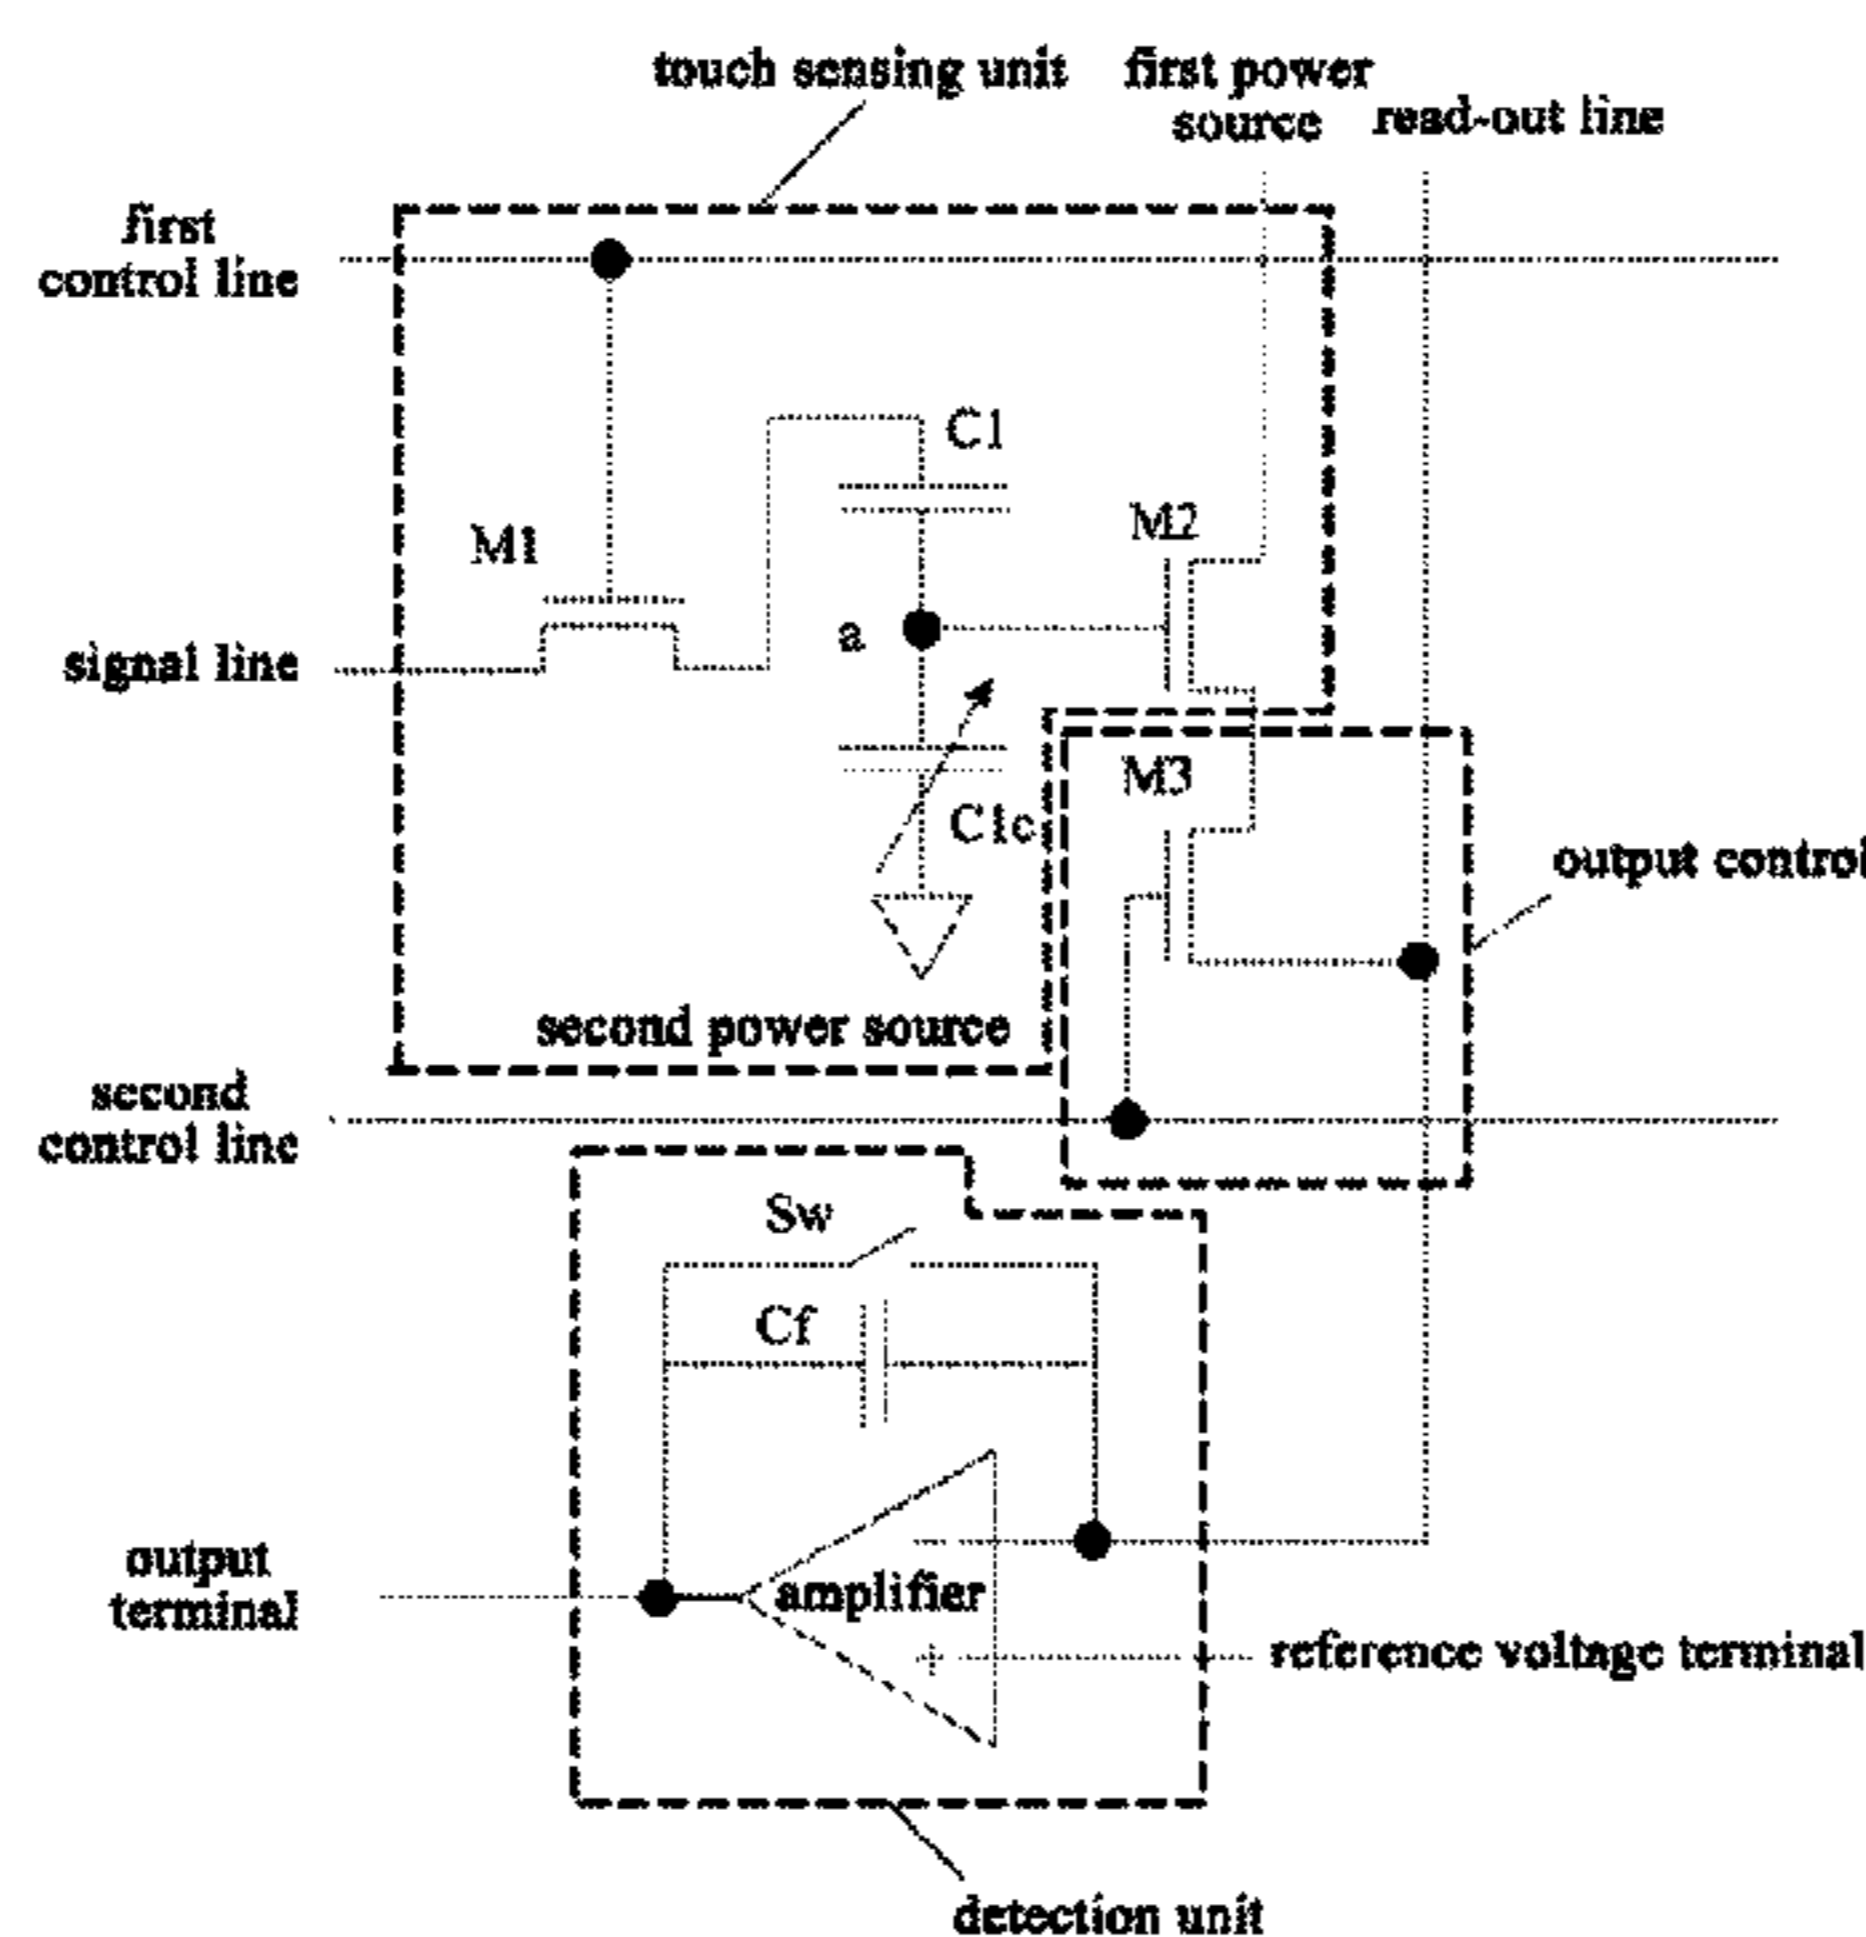 touch sensing unit
first power
source
read-out line
first
control line
C1
M1
M2
a
signal line
M3
C1c
output control
second power source
second
control line
Sw
Cf
output
terminal
-
amplifier
+
reference voltage terminal
detection unit